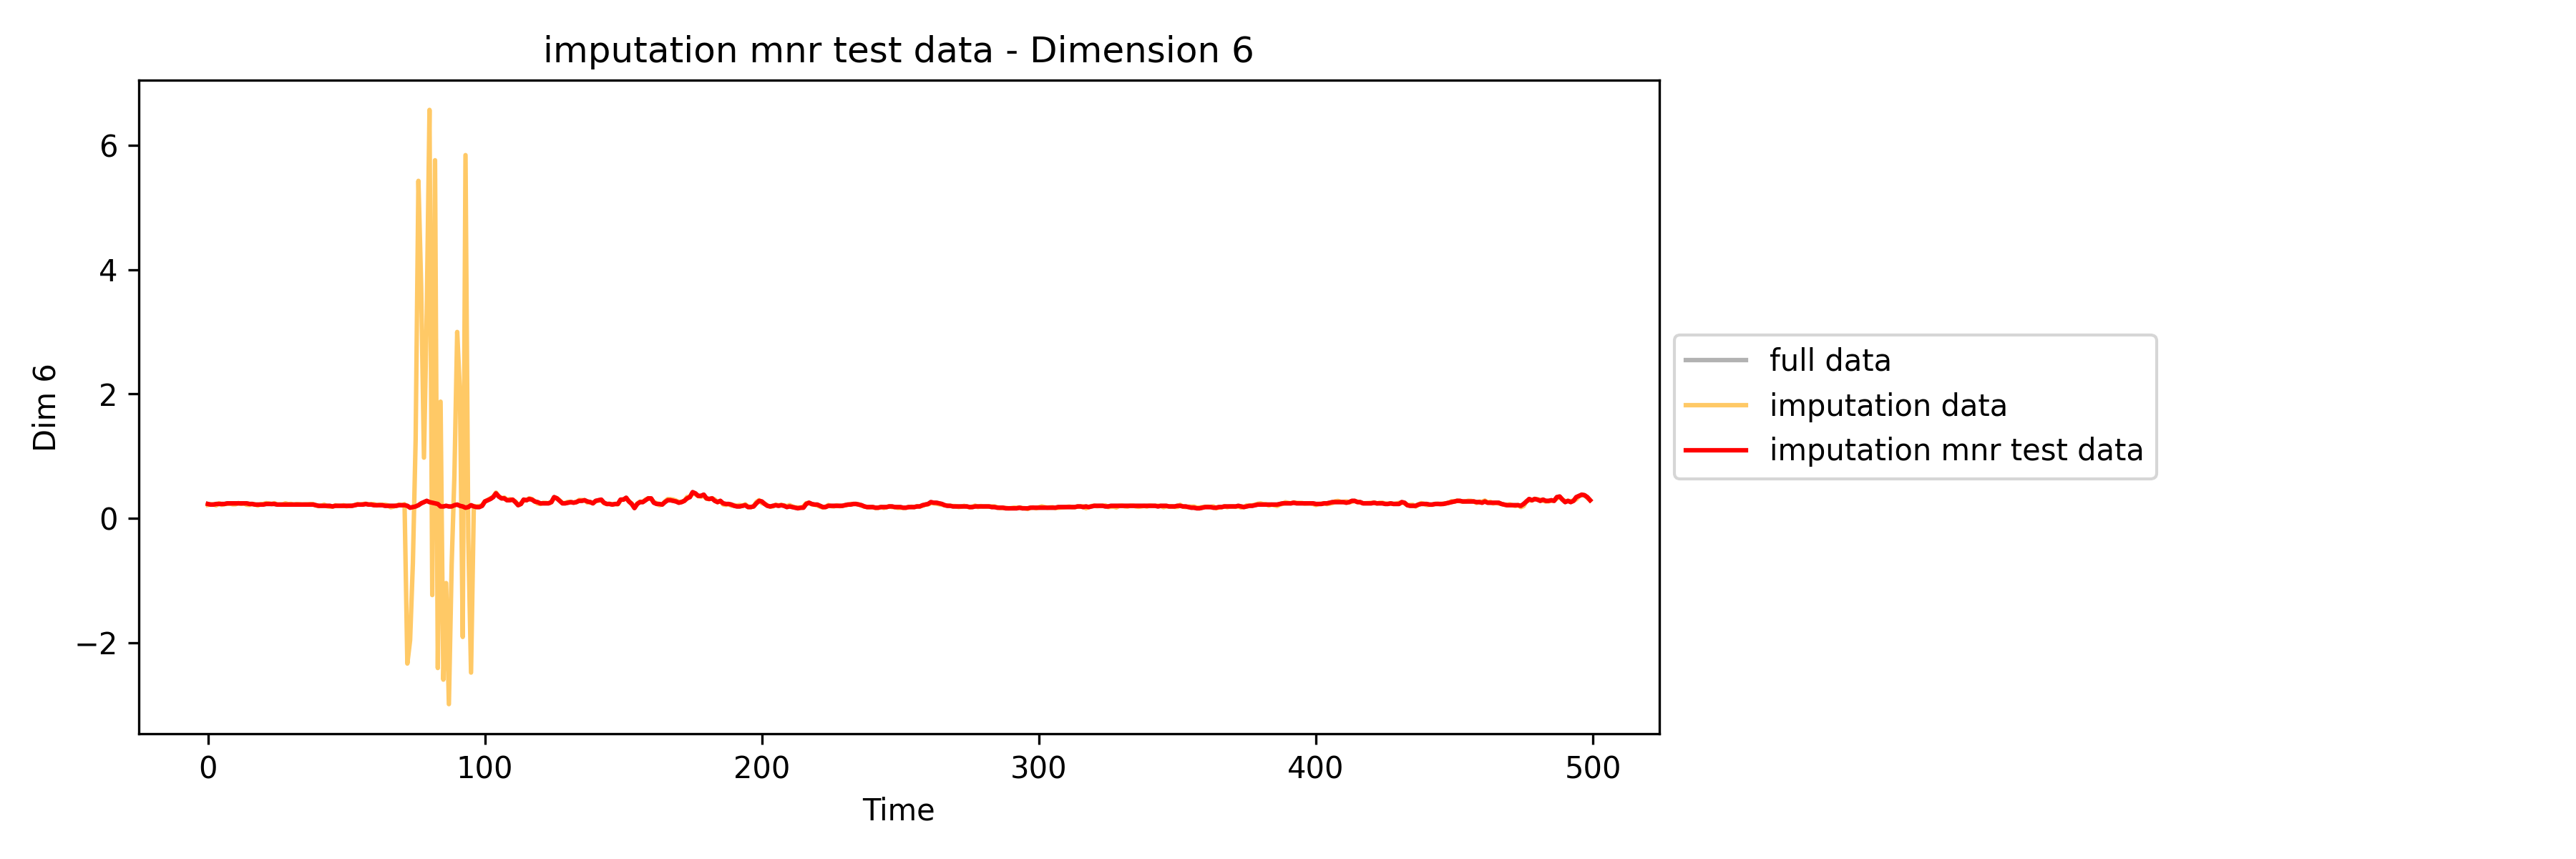 imputation mnr test data - Dimension 6
Dim 6
6
4
2
0
−2
0 100 200 300 400 500
Time
full data
imputation data
imputation mnr test data